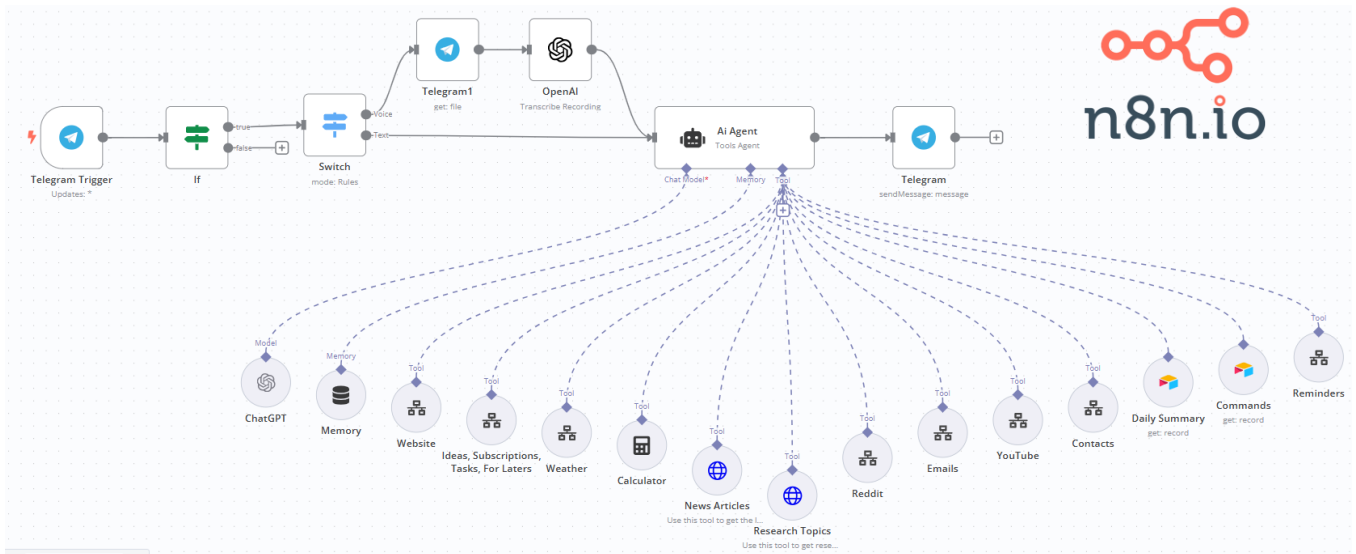 n8n.io
Telegram1
get: file
OpenAI
Transcribe Recording
Telegram Trigger
Updates: *
true
false
If
Voice
Text
Switch
mode: Rules
Ai Agent
Tools Agent
Chat Model*
Memory
Tool
Telegram
sendMessage: message
Model
ChatGPT
Memory
Memory
Tool
Website
Tool
Ideas, Subscriptions,
Tasks, For Laters
Tool
Weather
Tool
Calculator
Tool
News Articles
Use this tool to get the l...
Tool
Research Topics
Use this tool to get rese...
Tool
Reddit
Tool
Emails
Tool
YouTube
Tool
Contacts
Daily Summary
get: record
Commands
get: record
Tool
Reminders